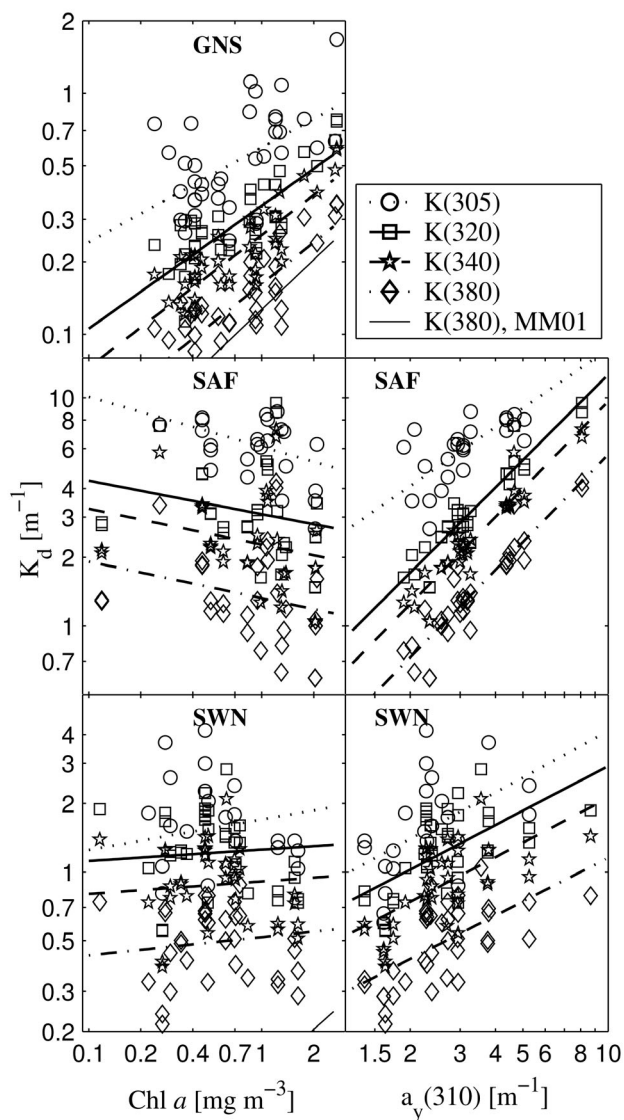 GNS
2
1
0.7
0.5
0.3
0.2
0.1
K(305)
K(320)
K(340)
K(380)
K(380), MM01
SAF SAF
10
8
6
4
3
2
1
0.7
K_d [m⁻¹]
SWN SWN
4
3
2
1
0.7
0.5
0.3
0.2
0.1 0.2 0.4 0.7 1 2 1.5 2 3 4 5 6 8 10
Chl a [mg m⁻³] a_y(310) [m⁻¹]